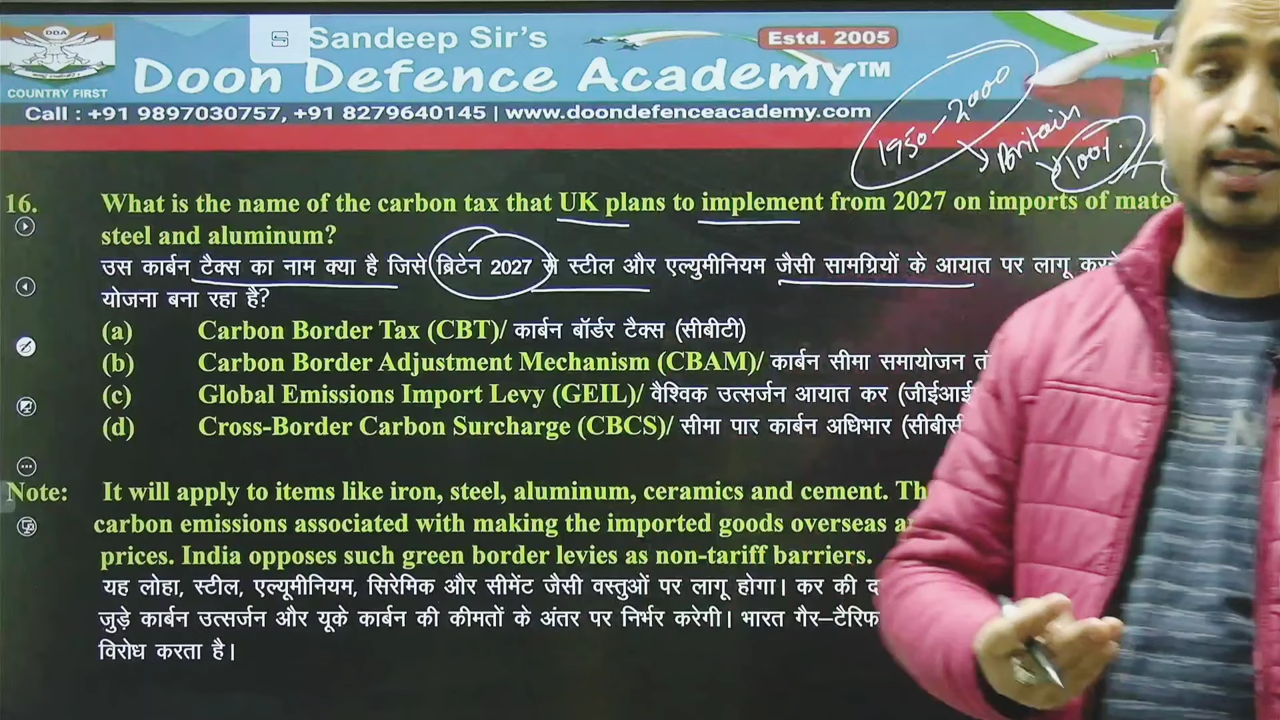 DDA
COUNTRY FIRST
Sandeep Sir's
Estd. 2005
Doon Defence Academy™
Call : +91 9897030757, +91 8279640145 | www.doondefenceacademy.com
1950-2000
Britain
100%
16. What is the name of the carbon tax that UK plans to implement from 2027 on imports of mate
steel and aluminum?
उस कार्बन टैक्स का नाम क्या है जिसे ब्रिटेन 2027 से स्टील और एल्युमीनियम जैसी सामग्रियों के आयात पर लागू करने
योजना बना रहा है?
(a) Carbon Border Tax (CBT)/ कार्बन बॉर्डर टैक्स (सीबीटी)
(b) Carbon Border Adjustment Mechanism (CBAM)/ कार्बन सीमा समायोजन तं
(c) Global Emissions Import Levy (GEIL)/ वैश्विक उत्सर्जन आयात कर (जीईआई
(d) Cross-Border Carbon Surcharge (CBCS)/ सीमा पार कार्बन अधिभार (सीबीसी
Note: It will apply to items like iron, steel, aluminum, ceramics and cement. Th
carbon emissions associated with making the imported goods overseas a
prices. India opposes such green border levies as non-tariff barriers.
यह लोहा, स्टील, एल्यूमीनियम, सिरेमिक और सीमेंट जैसी वस्तुओं पर लागू होगा। कर की द
जुड़े कार्बन उत्सर्जन और यूके कार्बन की कीमतों के अंतर पर निर्भर करेगी। भारत गैर–टैरिफ
विरोध करता है।